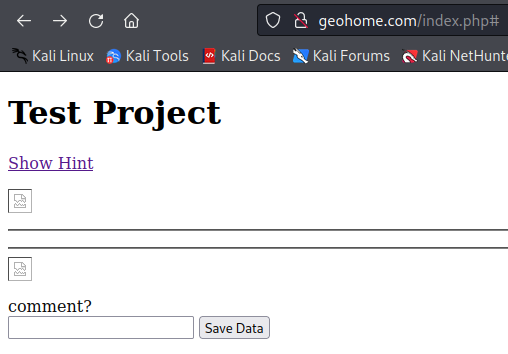 geohome.com/index.php#
Kali Linux Kali Tools Kali Docs Kali Forums Kali NetHunt
Test Project
Show Hint
comment?
Save Data